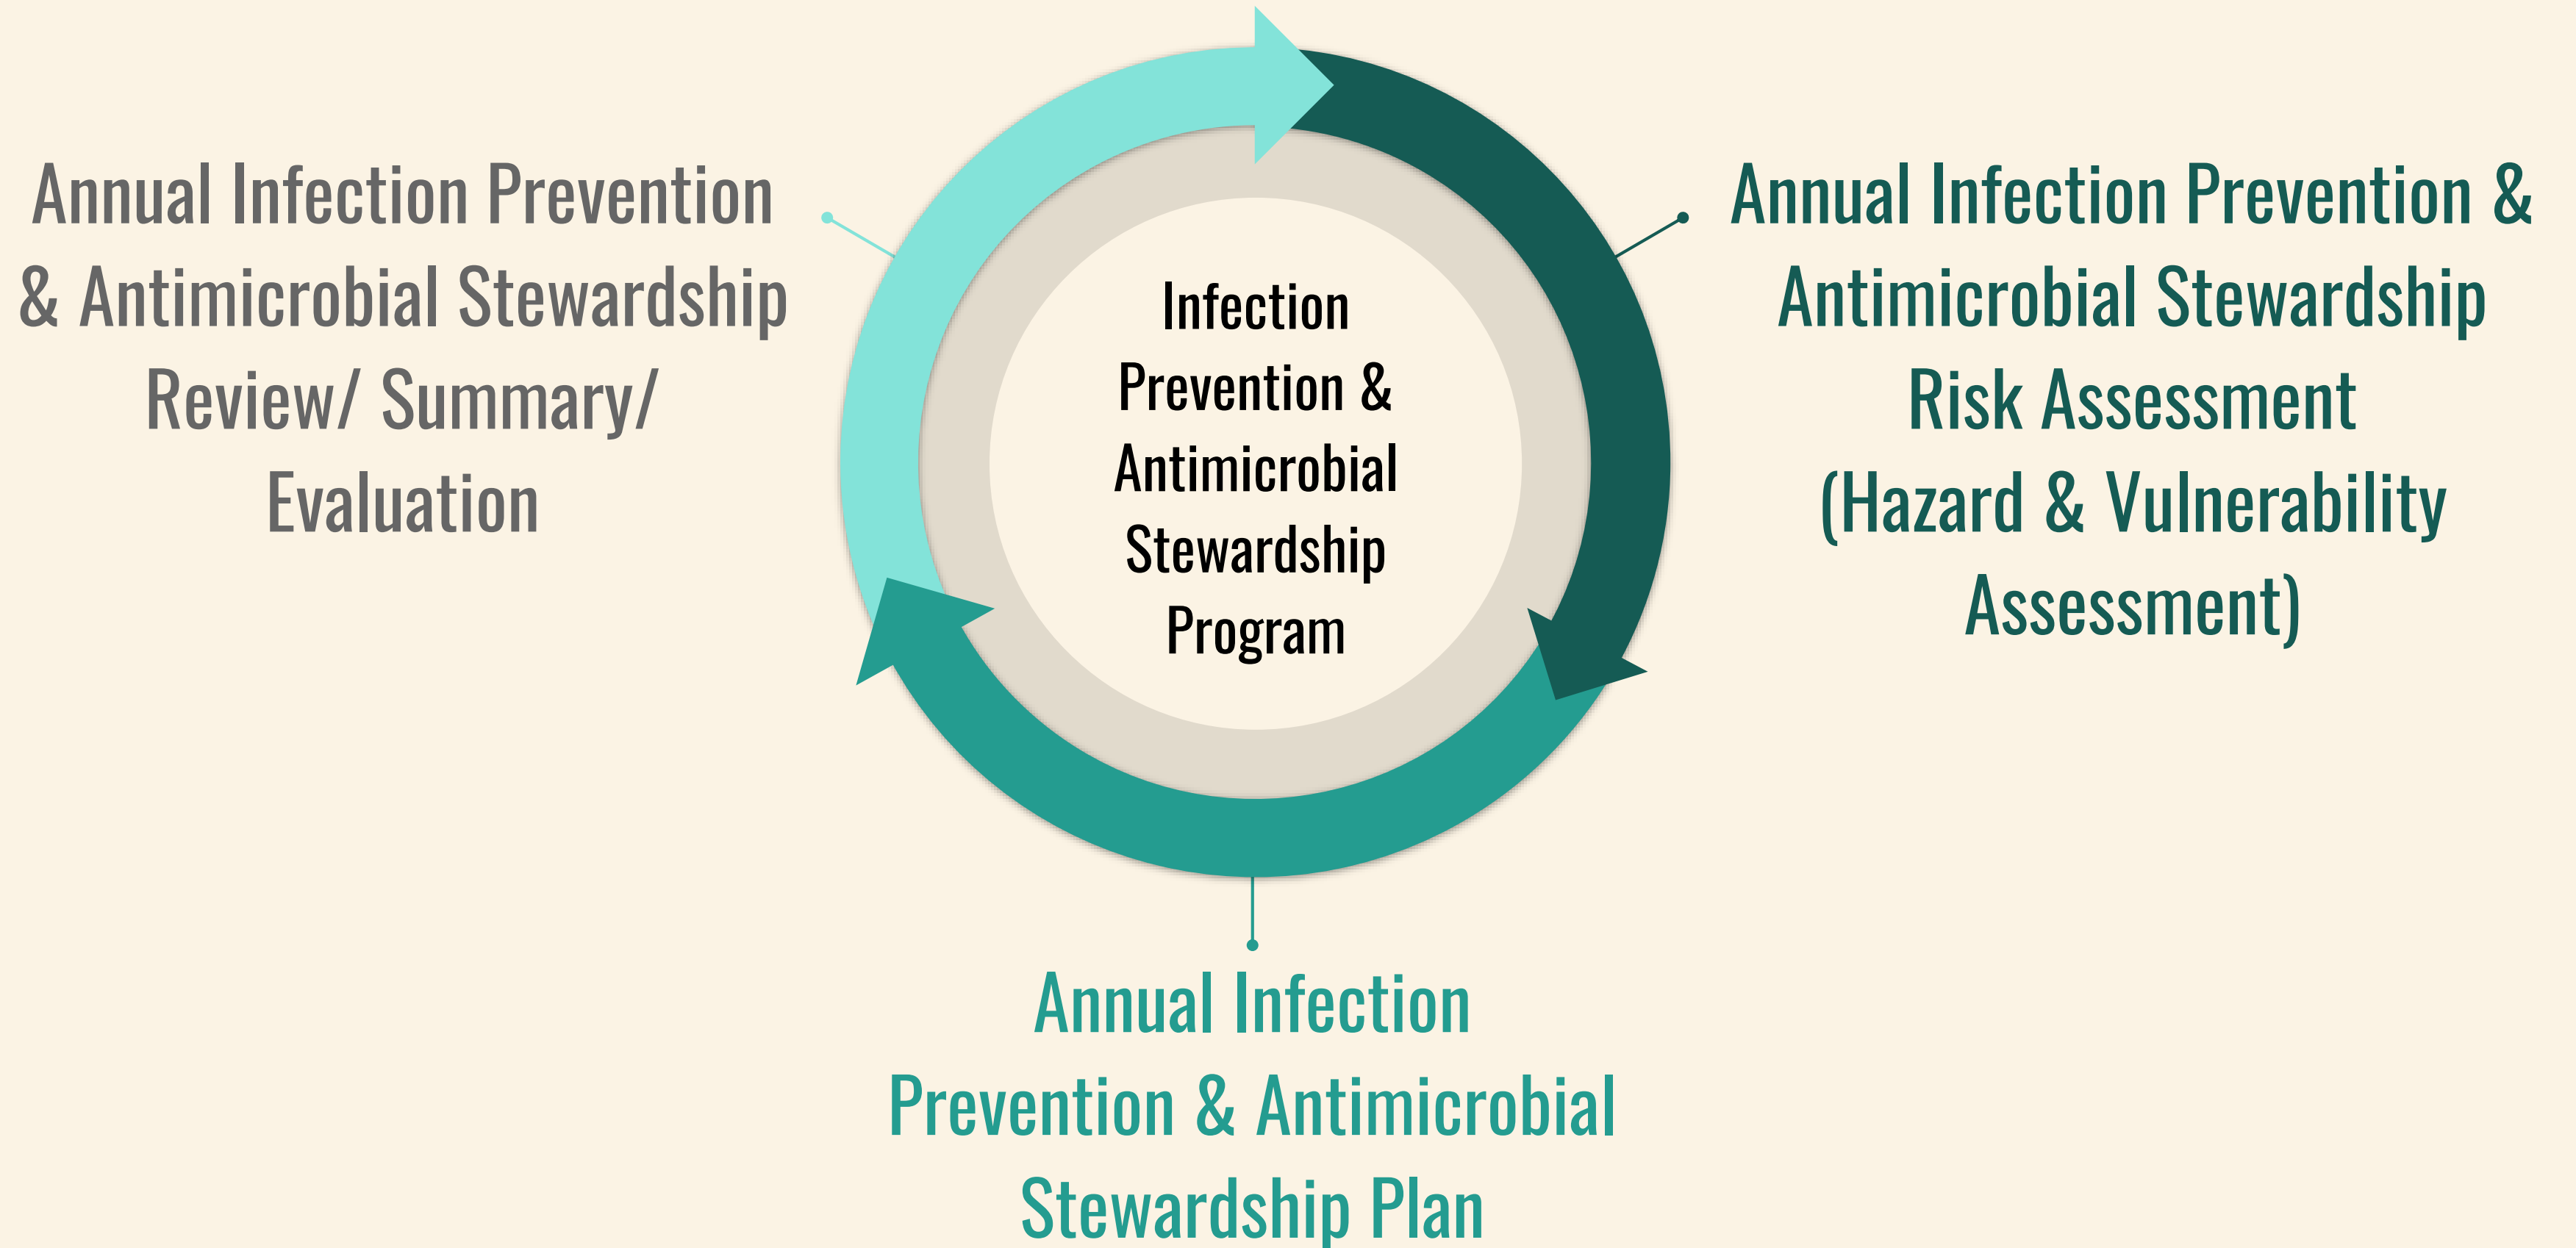 Annual Infection Prevention
& Antimicrobial Stewardship
Review/ Summary/
Evaluation
Infection
Prevention &
Antimicrobial
Stewardship
Program
Annual Infection Prevention &
Antimicrobial Stewardship
Risk Assessment
(Hazard & Vulnerability
Assessment)
Annual Infection
Prevention & Antimicrobial
Stewardship Plan